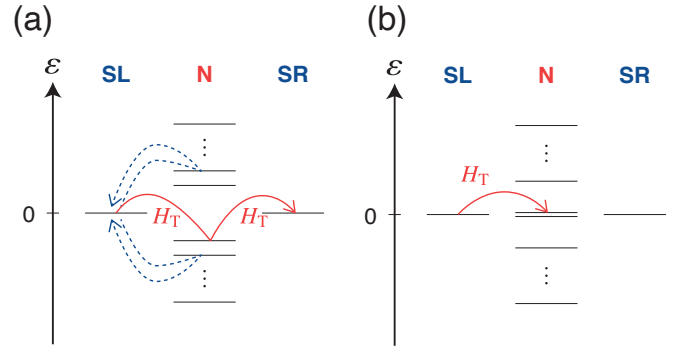 (a)
ε SL N SR
0
H_T H_T
(b)
ε SL N SR
H_T
0